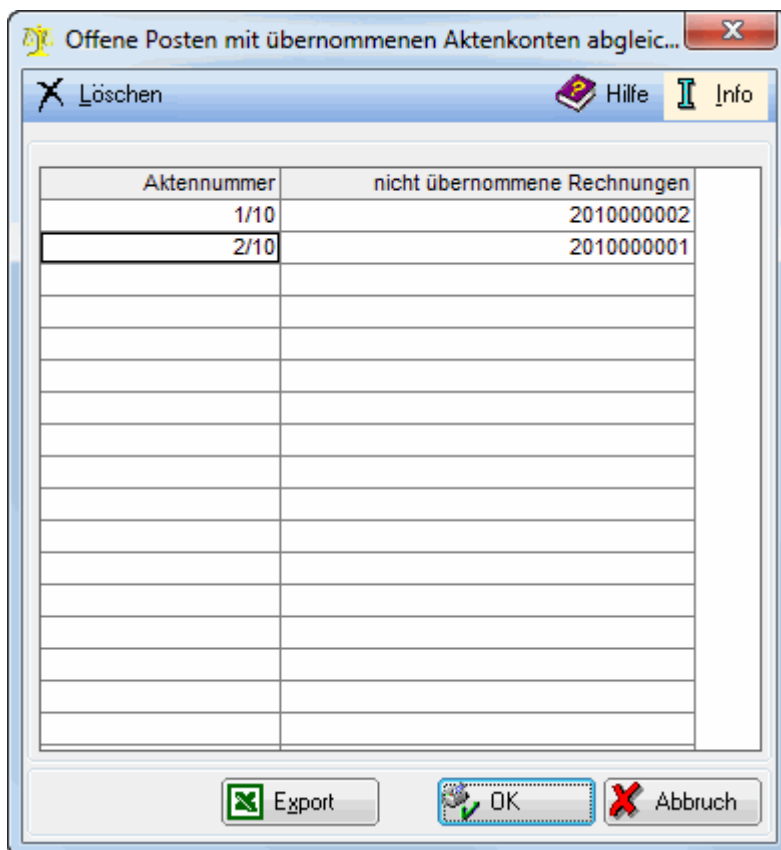 Offene Posten mit übernommenen Aktenkonten abgleic...
Löschen Hilfe Info
Aktennummer nicht übernommene Rechnungen
1/10 2010000002
2/10 2010000001
Export OK Abbruch